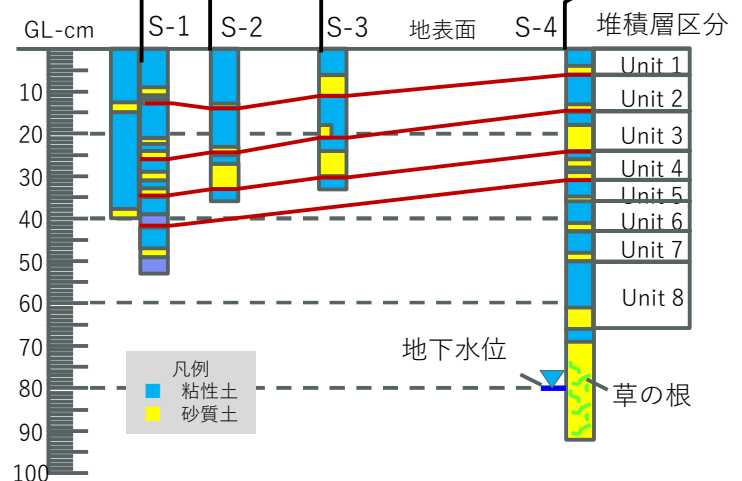 GL-cm
S-1
S-2
S-3
地表面
S-4
堆積層区分
10
20
30
40
50
60
70
80
90
100
Unit 1
Unit 2
Unit 3
Unit 4
Unit 5
Unit 6
Unit 7
Unit 8
地下水位
草の根
凡例
粘性土
砂質土